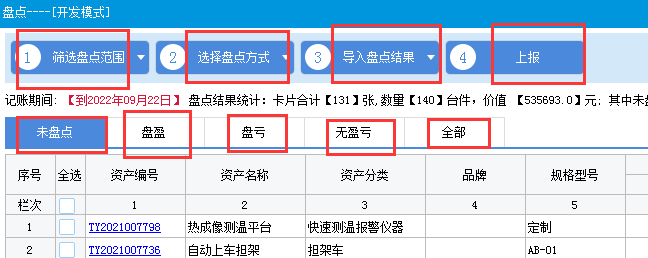 盘点----[开发模式]
1 筛选盘点范围 2 选择盘点方式 3 导入盘点结果 4 上报
记账期间: 【到2022年09月22日】 盘点结果统计: 卡片合计【131】张,数量【140】台件, 价值 【535693.0】元; 其中未盘
未盘点 盘盈 盘亏 无盈亏 全部
序号 全选 资产编号 资产名称 资产分类 品牌 规格型号
栏次 1 2 3 4 5
1 TY2021007798 热成像测温平台 快速测温报警仪器 定制
2 TY2021007736 自动上车担架 担架车 AB-01